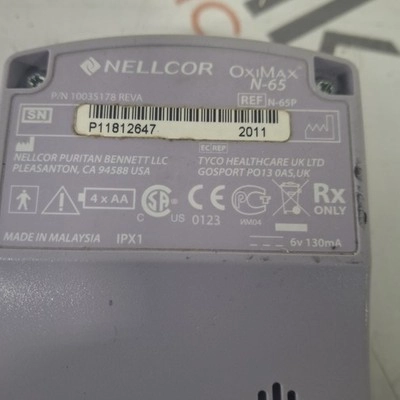 NELLCOR
OXIMAX®
N-65
P/N 10035178 REVA
REF N-65P
SN
P11812647 2011
EC REP
NELLCOR PURITAN BENNETT LLC
PLEASANTON, CA 94588 USA
TYCO HEALTHCARE UK LTD
GOSPORT PO13 0AS,UK
4 x AA
C US
CE
0123
ИМ04
Rx
ONLY
MADE IN MALAYSIA IPX1
6v 130mA